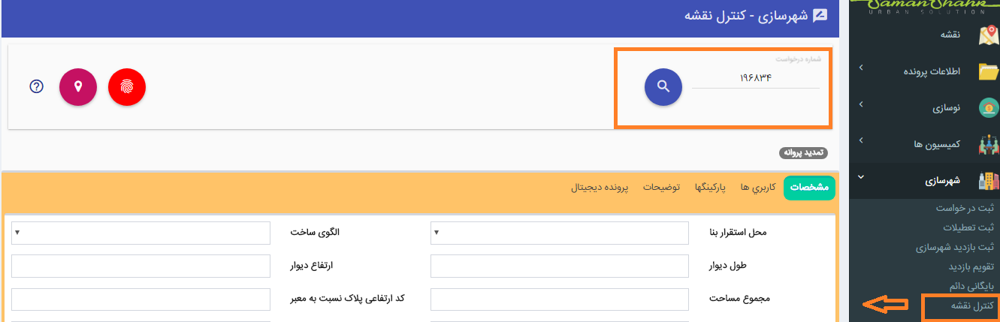 SamanShahr
URBAN SOLUTION
نقشه
اطلاعات پرونده
نوسازی
کمیسیون ها
شهرسازی
ثبت در خواست
ثبت تعطیلات
ثبت بازدید شهرسازی
تقویم بازدید
بایگانی دائم
کنترل نقشه
شهرسازی - کنترل نقشه
شماره درخواست
۱۹۶۸۳۴
تمدید پروانه
مشخصات کاربري ها پارکینگها توضیحات پرونده دیجیتال
محل استقرار بنا الگوی ساخت
طول دیوار ارتفاع دیوار
مجموع مساحت کد ارتفاعی پلاک نسبت به معبر